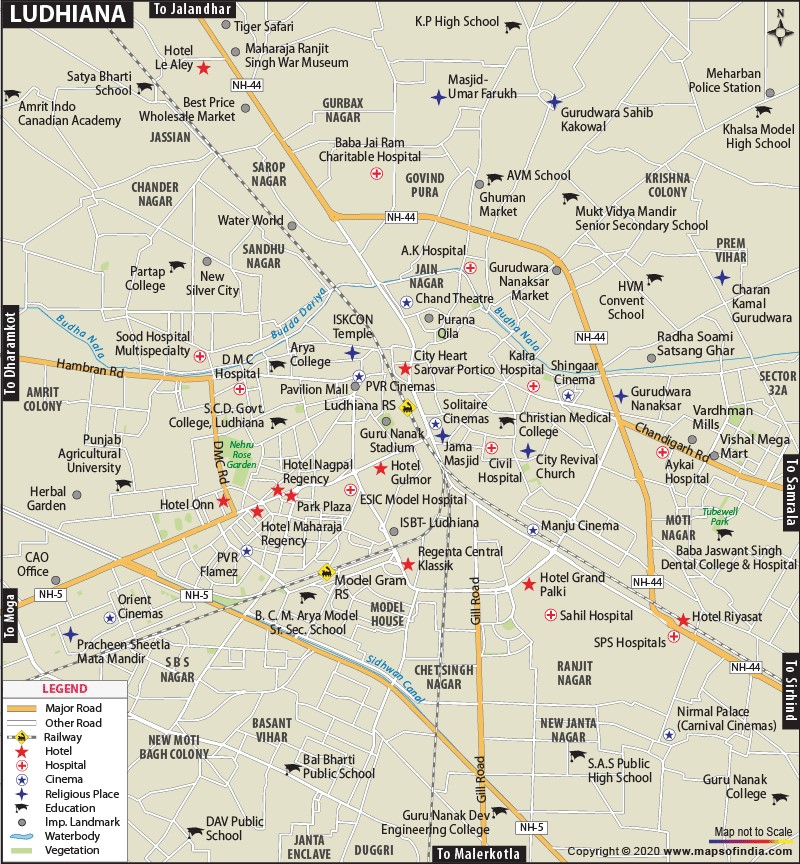 LUDHIANA
To Jalandhar
N
Tiger Safari
K.P High School
Hotel
Le Aley
Maharaja Ranjit
Singh War Museum
Satya Bharti
School
NH-44
Masjid-
Umar Farukh
Meharban
Police Station
Amrit Indo
Canadian Academy
Best Price
Wholesale Market
GURBAX
NAGAR
Gurudwara Sahib
Kakowal
Khalsa Model
High School
JASSIAN
Baba Jai Ram
Charitable Hospital
SAROP
NAGAR
GOVIND
PURA
AVM School
KRISHNA
COLONY
CHANDER
NAGAR
Ghuman
Market
Mukt Vidya Mandir
Senior Secondary School
Water World
NH-44
SANDHU
NAGAR
A.K Hospital
PREM
VIHAR
Partap
College
New
Silver City
JAIN
NAGAR
Gurudwara
Nanaksar
Market
HVM
Convent
School
Charan
Kamal
Gurudwara
Chand Theatre
To Dharamkot
Budha Nala
Budda Dariya
ISKCON
Temple
Purana
Qila
Budh Nala
NH-44
Radha Soami
Satsang Ghar
Sood Hospital
Multispecialty
Arya
College
City Heart
Sarovar Portico
Kalra
Hospital
Shingaar
Cinema
Hambran Rd
D M C
Hospital
PVR Cinemas
Pavilion Mall
SECTOR
32A
AMRIT
COLONY
S.C.D. Govt.
College, Ludhiana
Ludhiana RS
Solitaire
Cinemas
Gurudwara
Nanaksar
Vardhman
Mills
Christian Medical
College
Chandigarh Rd
Punjab
Agricultural
University
DMC Rd
Nehru
Rose
Garden
Guru Nanak
Stadium
Jama
Masjid
Civil
Hospital
City Revival
Church
Vishal Mega
Mart
Aykai
Hospital
Hotel Nagpal
Regency
Hotel
Gulmor
To Samrala
Herbal
Garden
Hotel Onn
Park Plaza
ESIC Model Hospital
Tubewell
Park
Hotel Maharaja
Regency
ISBT- Ludhiana
Manju Cinema
MOTI
NAGAR
Baba Jaswant Singh
Dental College & Hospital
CAO
Office
PVR
Flamez
Regenta Central
Klassik
NH-5
NH-5
Model Gram
RS
Gill Road
Hotel Grand
Palki
NH-44
To Moga
Orient
Cinemas
B. C. M. Arya Model
Sr. Sec. School
MODEL
HOUSE
Sahil Hospital
Hotel Riyasat
Pracheen Sheetla
Mata Mandir
SPS Hospitals
S B S
NAGAR
Sidhwan Canal
CHET SINGH
NAGAR
RANJIT
NAGAR
NH-44
To Sirhind
LEGEND
Major Road
Other Road
Railway
Hotel
Hospital
Cinema
Religious Place
Education
Imp. Landmark
Waterbody
Vegetation
NEW MOTI
BAGH COLONY
BASANT
VIHAR
NEW JANTA
NAGAR
Nirmal Palace
(Carnival Cinemas)
Bal Bharti
Public School
Gill Road
S.A.S Public
High School
Guru Nanak
College
DAV Public
School
JANTA
ENCLAVE
DUGGRI
Guru Nanak Dev
Engineering College
NH-5
To Malerkotla
Map not to Scale
Copyright © 2020 www.mapsofindia.com